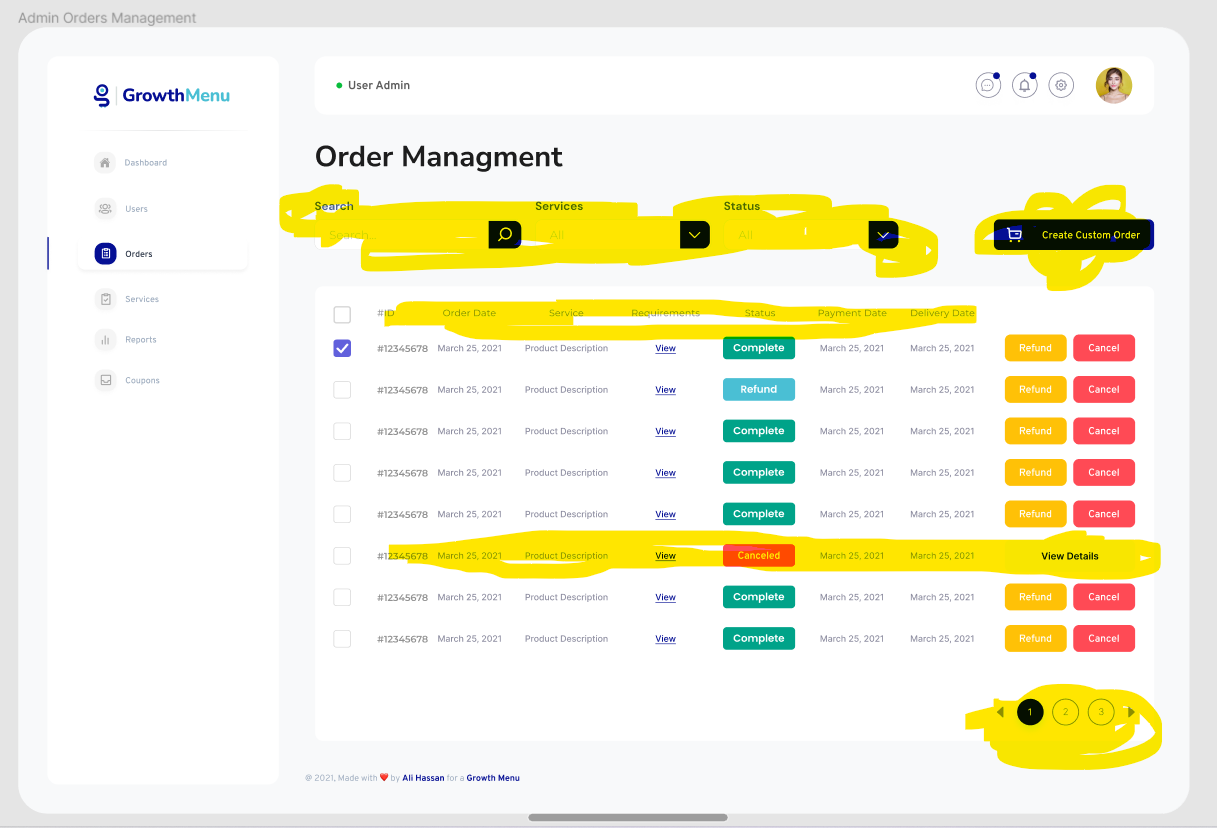 Admin Orders Management
GrowthMenu
User Admin
Dashboard
Users
Orders
Services
Reports
Coupons
Order Managment
Search
Services
Status
Search...
All
All
Create Custom Order
#ID Order Date Service Requirements Status Payment Date Delivery Date
#12345678 March 25, 2021 Product Description View Complete March 25, 2021 March 25, 2021 Refund Cancel
#12345678 March 25, 2021 Product Description View Refund March 25, 2021 March 25, 2021 Refund Cancel
#12345678 March 25, 2021 Product Description View Complete March 25, 2021 March 25, 2021 Refund Cancel
#12345678 March 25, 2021 Product Description View Complete March 25, 2021 March 25, 2021 Refund Cancel
#12345678 March 25, 2021 Product Description View Complete March 25, 2021 March 25, 2021 Refund Cancel
#12345678 March 25, 2021 Product Description View Canceled March 25, 2021 March 25, 2021 View Details
#12345678 March 25, 2021 Product Description View Complete March 25, 2021 March 25, 2021 Refund Cancel
#12345678 March 25, 2021 Product Description View Complete March 25, 2021 March 25, 2021 Refund Cancel
1 2 3
@ 2021, Made with ❤️ by Ali Hassan for a Growth Menu